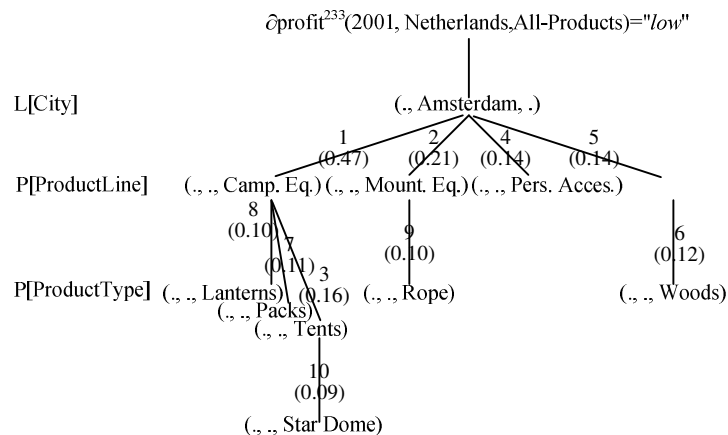 ∂profit²³³(2001, Netherlands,All-Products)="low"
L[City] (., Amsterdam, .)
1 2 4 5
(0.47) (0.21) (0.14) (0.14)
P[ProductLine] (., ., Camp. Eq.) (., ., Mount. Eq.) (., ., Pers. Acces.)
8
(0.10)
7
(0.11)
3
(0.16)
9
(0.10)
6
(0.12)
P[ProductType] (., ., Lanterns) (., ., Rope) (., ., Woods)
(., ., Packs)
(., ., Tents)
10
(0.09)
(., ., Star Dome)